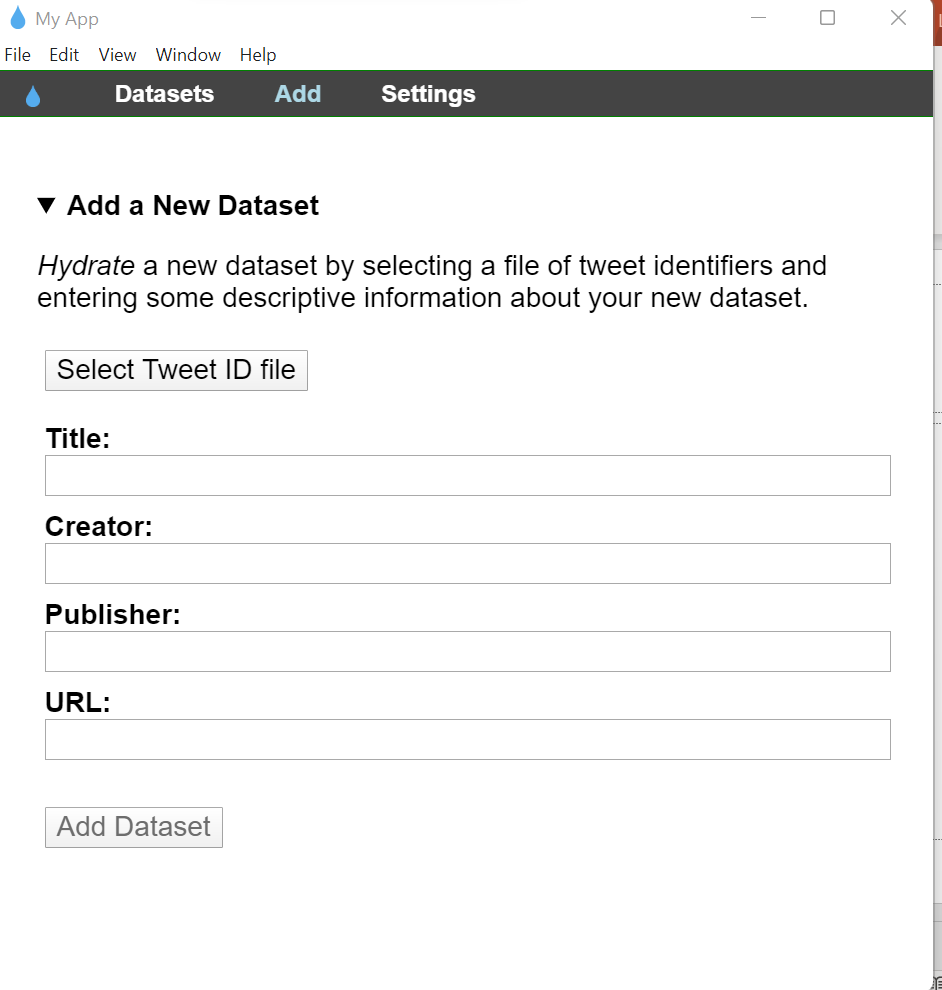 My App
File Edit View Window Help
Datasets Add Settings
Add a New Dataset
Hydrate a new dataset by selecting a file of tweet identifiers and
entering some descriptive information about your new dataset.
Select Tweet ID file
Title:
Creator:
Publisher:
URL:
Add Dataset